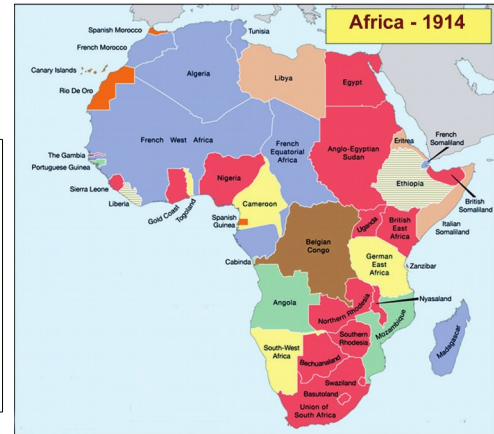 Africa - 1914
Spanish Morocco
Tunisia
French Morocco
Canary Islands
Algeria
Libya
Egypt
Rio De Oro
French West Africa
French
Equatorial
Africa
Anglo-Egyptian
Sudan
Eritrea
French
Somaliland
The Gambia
Portuguese Guinea
Nigeria
Ethiopia
Sierra Leone
Liberia
Gold Coast
Togoland
Cameroon
British
Somaliland
Spanish
Guinea
Uganda
British
East
Africa
Italian
Somaliland
Belgian
Congo
Cabinda
German
East
Africa
Zanzibar
Angola
Northern Rhodesia
Nyasaland
Mozambique
Madagascar
South-West
Africa
Southern
Rhodesia
Bechuanaland
Swaziland
Basutoland
Union of
South Africa